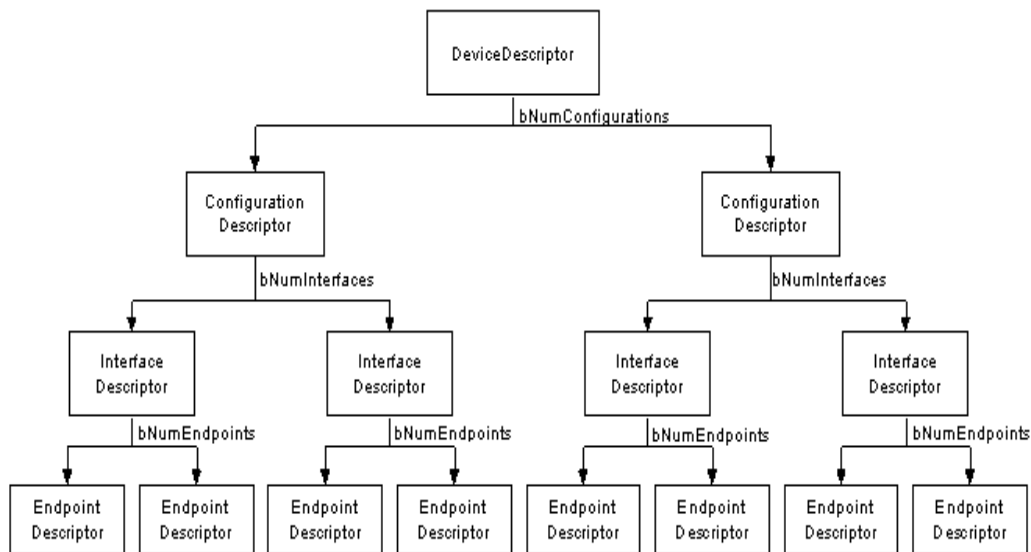 DeviceDescriptor
bNumConfigurations
Configuration
Descriptor
Configuration
Descriptor
bNumInterfaces
bNumInterfaces
Interface
Descriptor
Interface
Descriptor
Interface
Descriptor
Interface
Descriptor
bNumEndpoints
bNumEndpoints
bNumEndpoints
bNumEndpoints
Endpoint
Descriptor
Endpoint
Descriptor
Endpoint
Descriptor
Endpoint
Descriptor
Endpoint
Descriptor
Endpoint
Descriptor
Endpoint
Descriptor
Endpoint
Descriptor